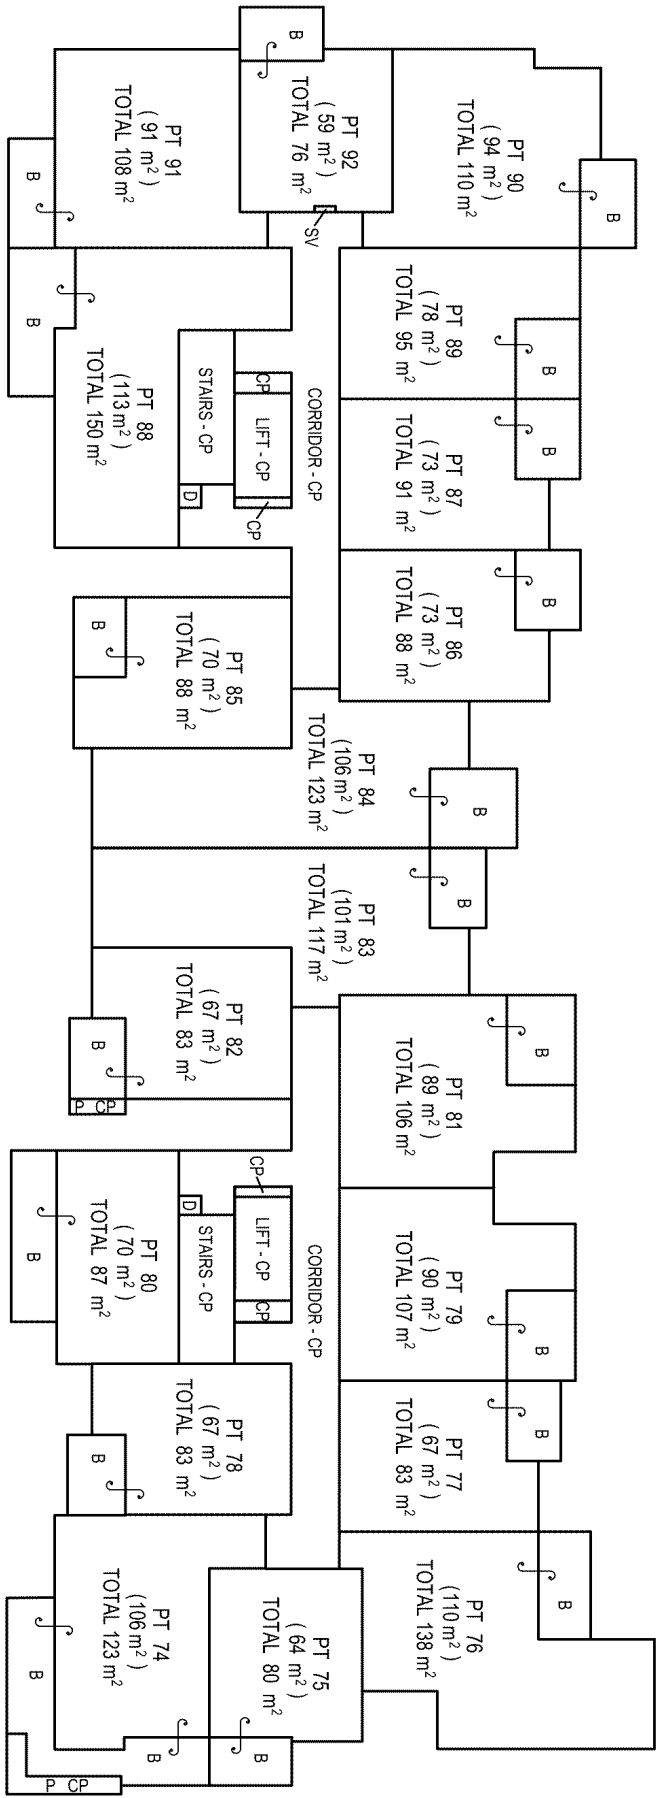 B
PT 90
( 94 m²)
TOTAL 110 m²
B
PT 89
( 78 m²)
TOTAL 95 m²
B
PT 87
( 73 m²)
TOTAL 91 m²
B
PT 86
( 73 m²)
TOTAL 88 m²
B
PT 84
(106 m²)
TOTAL 123 m²
B
PT 83
(101 m²)
TOTAL 117 m²
B
PT 81
( 89 m²)
TOTAL 106 m²
B
PT 79
( 90 m²)
TOTAL 107 m²
B
PT 77
( 67 m²)
TOTAL 83 m²
B
PT 76
(110 m²)
TOTAL 138 m²
B
PT 92
( 59 m²)
TOTAL 76 m²
SV
CORRIDOR - CP
CP
LIFT - CP
CP
STAIRS - CP
D
CORRIDOR - CP
CP
LIFT - CP
CP
D
STAIRS - CP
PT 75
( 64 m²)
TOTAL 80 m²
B
PT 91
( 91 m²)
TOTAL 108 m²
B
PT 88
(113 m²)
TOTAL 150 m²
B
PT 85
( 70 m²)
TOTAL 88 m²
B
PT 82
( 67 m²)
TOTAL 83 m²
B
P CP
PT 80
( 70 m²)
TOTAL 87 m²
B
PT 78
( 67 m²)
TOTAL 83 m²
B
PT 74
(106 m²)
TOTAL 123 m²
B
B
P CP